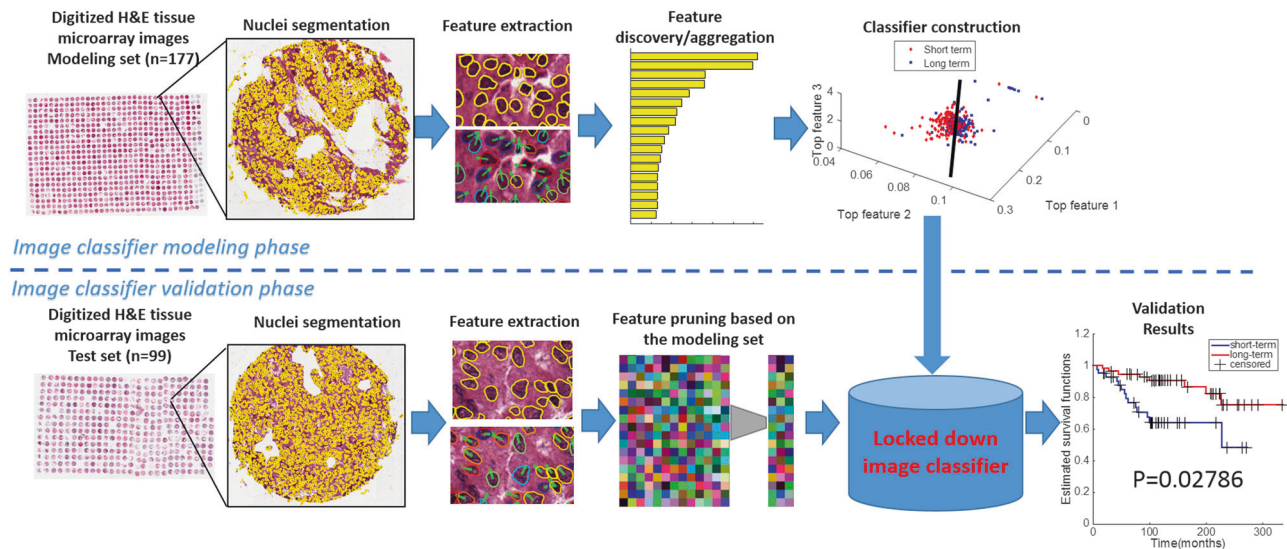 Digitized H&E tissue
microarray images
Modeling set (n=177)
Nuclei segmentation
Feature extraction
Feature
discovery/aggregation
Classifier construction
Short term
Long term
Top feature 3
4
2
0
0.04
0.06
0.08
0.1
Top feature 2
0
0.1
0.2
0.3
Top feature 1
Image classifier modeling phase
Image classifier validation phase
Digitized H&E tissue
microarray images
Test set (n=99)
Nuclei segmentation
Feature extraction
Feature pruning based on
the modeling set
Locked down
image classifier
Validation
Results
short-term
long-term
censored
Estimated survival functions
1.2
1
0.8
0.6
0.4
0.2
0
P=0.02786
0
100
200
300
Time(months)